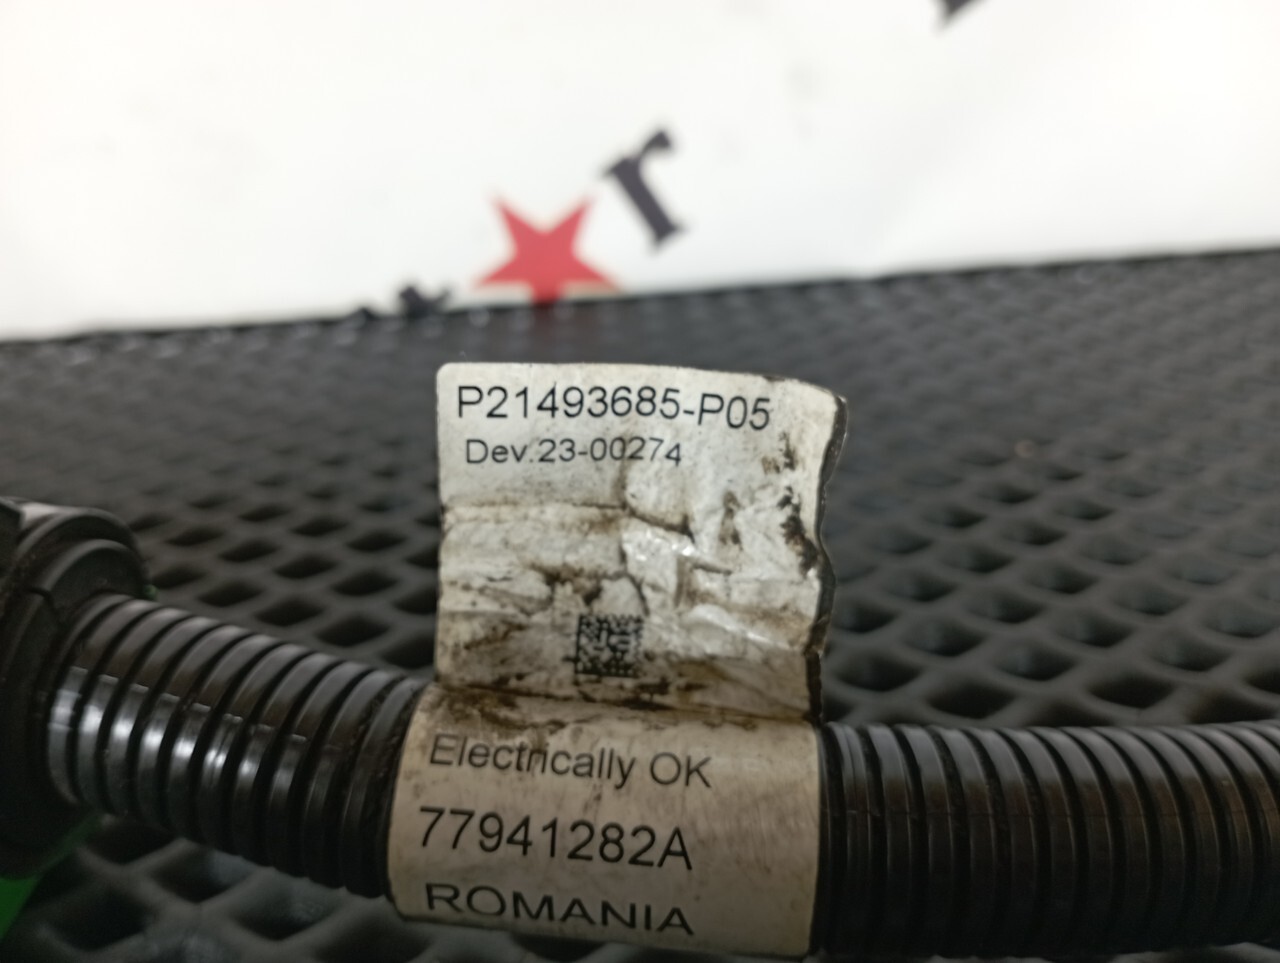 r
P21493685-P05
Dev.23-00274
Electrically OK
77941282A
ROMANIA